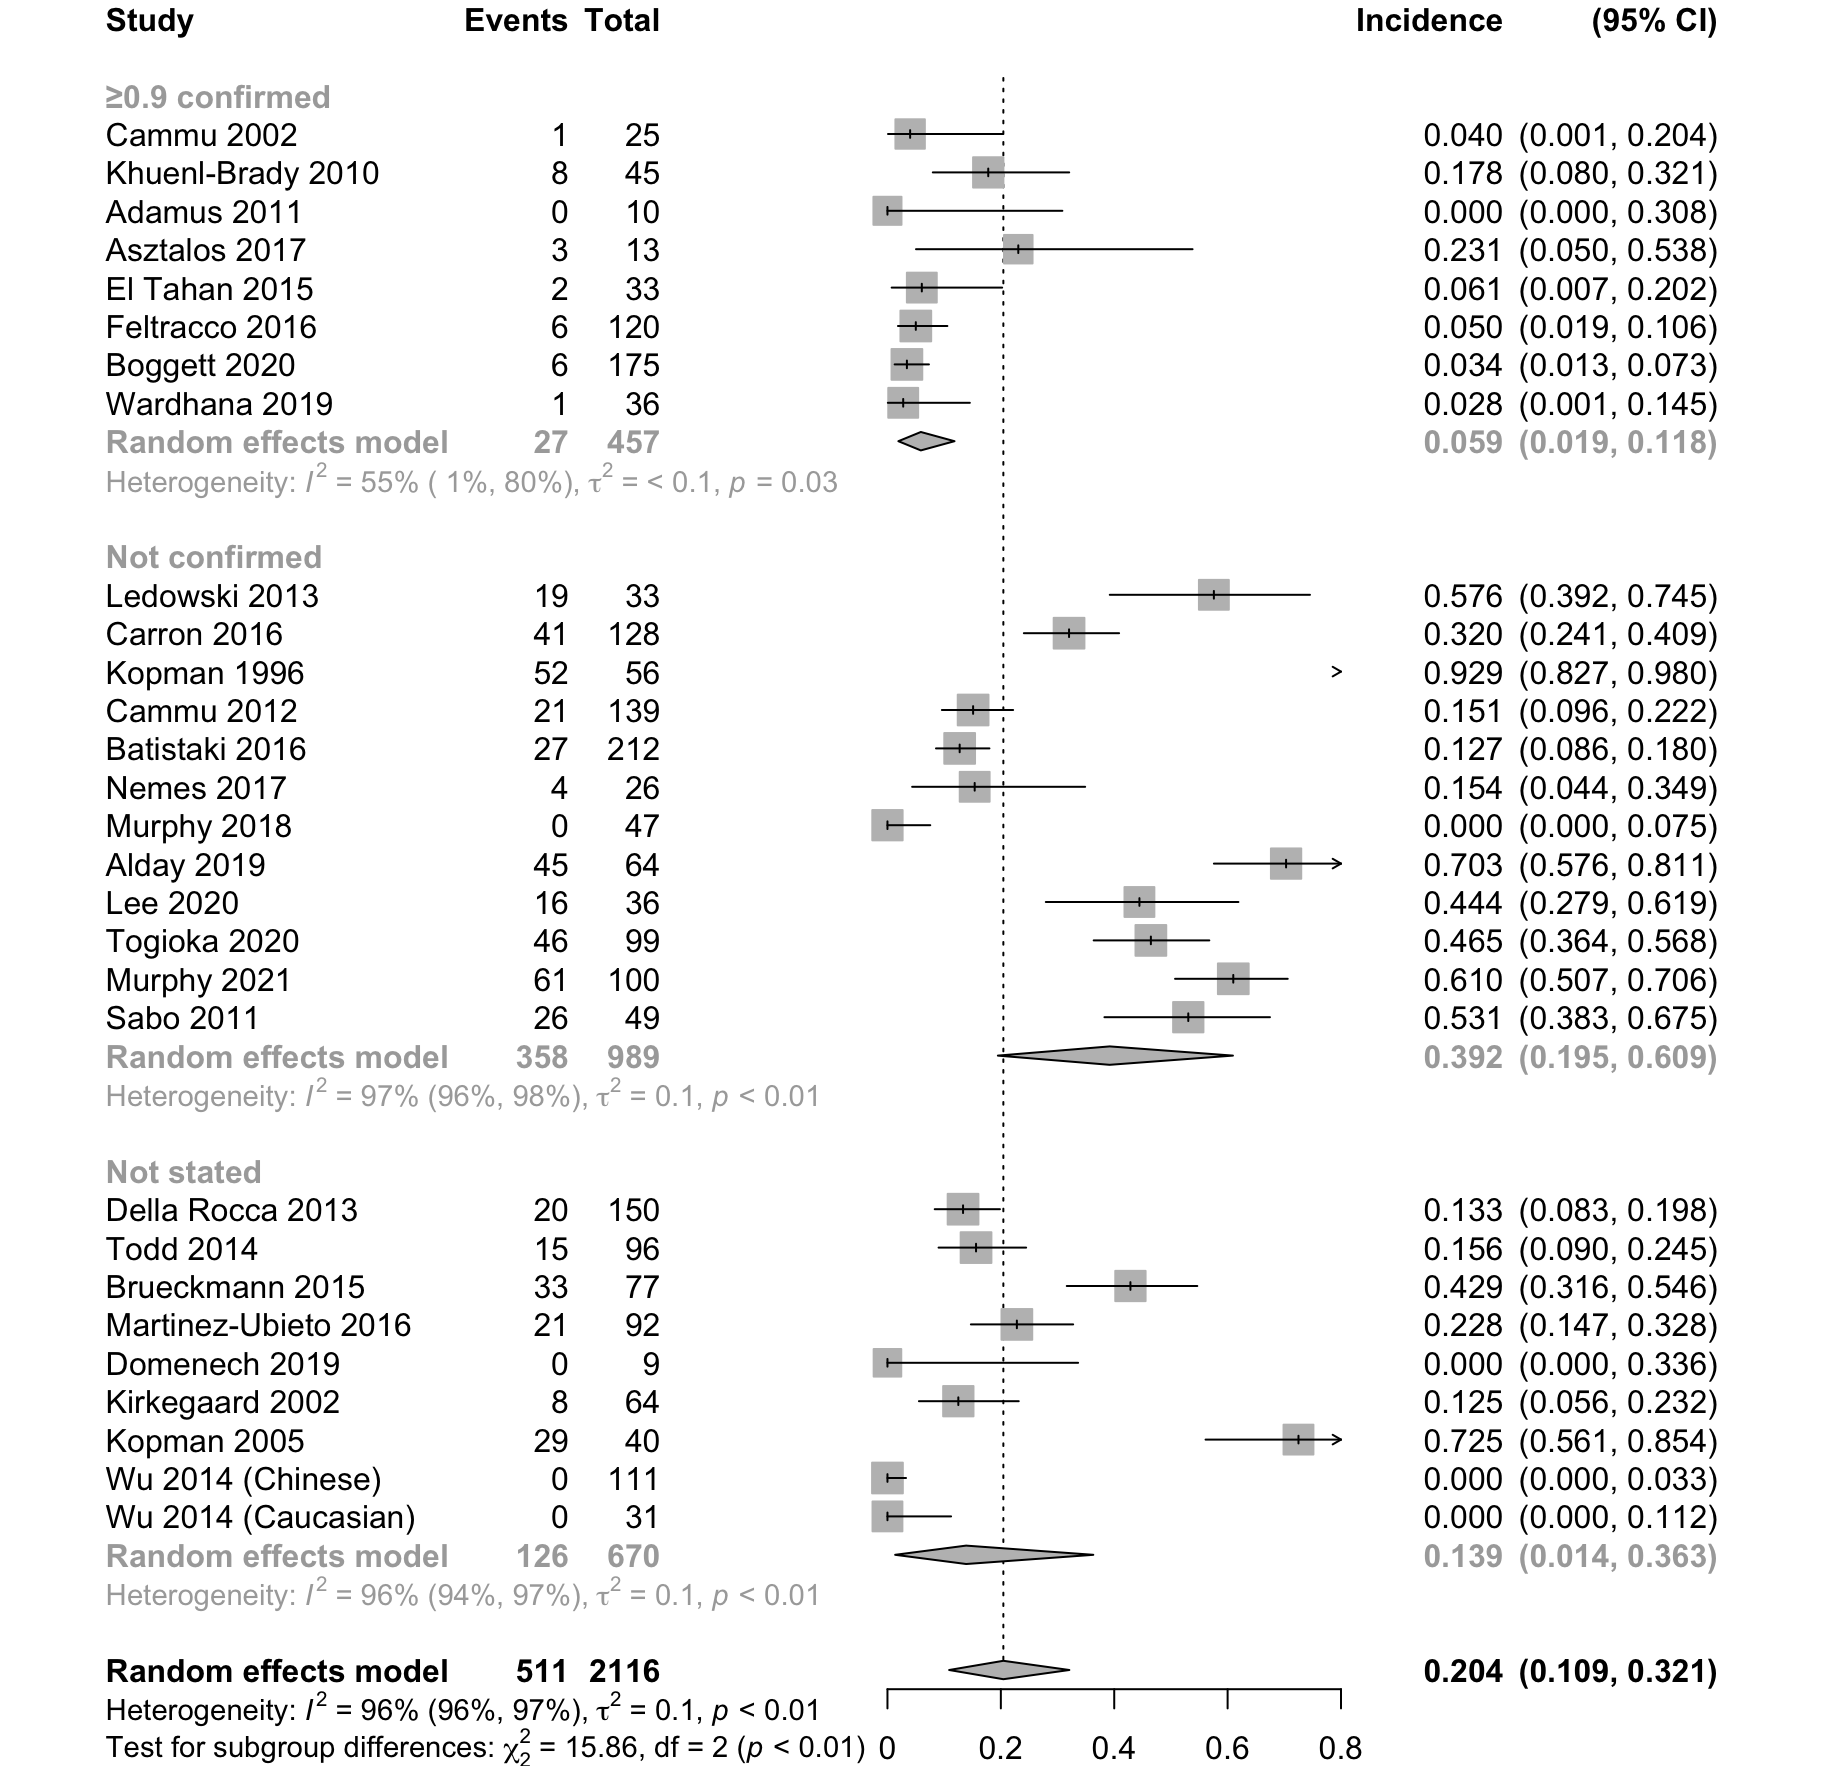 Study Events Total Incidence (95% CI)
≥0.9 confirmed
Cammu 2002 1 25 0.040 (0.001, 0.204)
Khuenl-Brady 2010 8 45 0.178 (0.080, 0.321)
Adamus 2011 0 10 0.000 (0.000, 0.308)
Asztalos 2017 3 13 0.231 (0.050, 0.538)
El Tahan 2015 2 33 0.061 (0.007, 0.202)
Feltracco 2016 6 120 0.050 (0.019, 0.106)
Boggett 2020 6 175 0.034 (0.013, 0.073)
Wardhana 2019 1 36 0.028 (0.001, 0.145)
Random effects model 27 457 0.059 (0.019, 0.118)
Heterogeneity: I² = 55% ( 1%, 80%), τ² = < 0.1, p = 0.03
Not confirmed
Ledowski 2013 19 33 0.576 (0.392, 0.745)
Carron 2016 41 128 0.320 (0.241, 0.409)
Kopman 1996 52 56 0.929 (0.827, 0.980)
Cammu 2012 21 139 0.151 (0.096, 0.222)
Batistaki 2016 27 212 0.127 (0.086, 0.180)
Nemes 2017 4 26 0.154 (0.044, 0.349)
Murphy 2018 0 47 0.000 (0.000, 0.075)
Alday 2019 45 64 0.703 (0.576, 0.811)
Lee 2020 16 36 0.444 (0.279, 0.619)
Togioka 2020 46 99 0.465 (0.364, 0.568)
Murphy 2021 61 100 0.610 (0.507, 0.706)
Sabo 2011 26 49 0.531 (0.383, 0.675)
Random effects model 358 989 0.392 (0.195, 0.609)
Heterogeneity: I² = 97% (96%, 98%), τ² = 0.1, p < 0.01
Not stated
Della Rocca 2013 20 150 0.133 (0.083, 0.198)
Todd 2014 15 96 0.156 (0.090, 0.245)
Brueckmann 2015 33 77 0.429 (0.316, 0.546)
Martinez-Ubieto 2016 21 92 0.228 (0.147, 0.328)
Domenech 2019 0 9 0.000 (0.000, 0.336)
Kirkegaard 2002 8 64 0.125 (0.056, 0.232)
Kopman 2005 29 40 0.725 (0.561, 0.854)
Wu 2014 (Chinese) 0 111 0.000 (0.000, 0.033)
Wu 2014 (Caucasian) 0 31 0.000 (0.000, 0.112)
Random effects model 126 670 0.139 (0.014, 0.363)
Heterogeneity: I² = 96% (94%, 97%), τ² = 0.1, p < 0.01
Random effects model 511 2116 0.204 (0.109, 0.321)
Heterogeneity: I² = 96% (96%, 97%), τ² = 0.1, p < 0.01
Test for subgroup differences: χ²₂ = 15.86, df = 2 (p < 0.01) 0 0.2 0.4 0.6 0.8